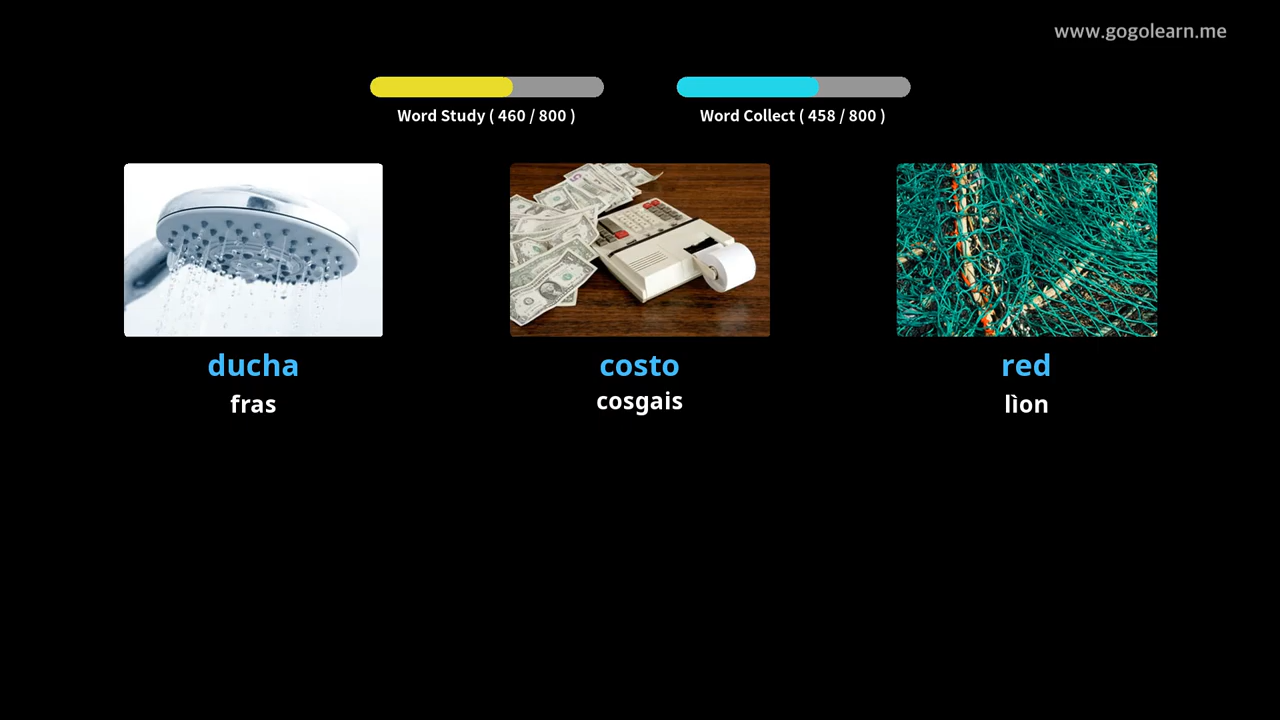 www.gogolearn.me
Word Study ( 460 / 800 )
Word Collect ( 458 / 800 )
ducha
fras
costo
cosgais
red
lìon